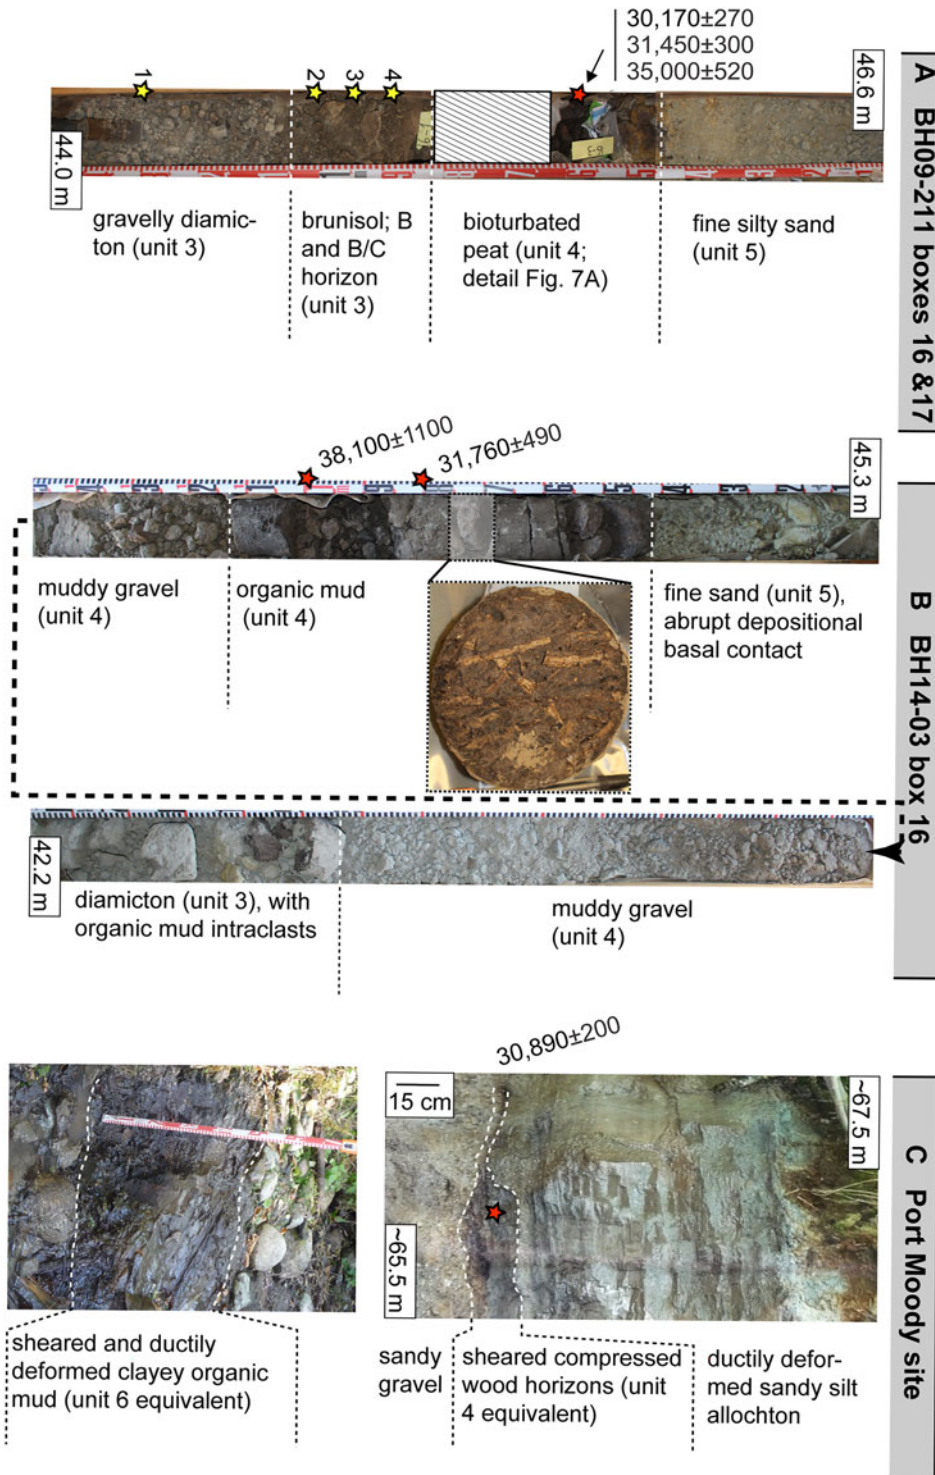 A BH09-211 boxes 16 &17
30,170±270
31,450±300
35,000±520
46.6 m
1
2
3
4
44.0 m
gravelly diamic-
ton (unit 3)
brunisol; B
and B/C
horizon
(unit 3)
bioturbated
peat (unit 4;
detail Fig. 7A)
fine silty sand
(unit 5)
B BH14-03 box 16
38,100±1100
31,760±490
45.3 m
muddy gravel
(unit 4)
organic mud
(unit 4)
fine sand (unit 5),
abrupt depositional
basal contact
42.2 m
diamicton (unit 3), with
organic mud intraclasts
muddy gravel
(unit 4)
C Port Moody site
30,890±200
15 cm
~67.5 m
~65.5 m
sheared and ductily
deformed clayey organic
mud (unit 6 equivalent)
sandy
gravel
sheared compressed
wood horizons (unit
4 equivalent)
ductily defor-
med sandy silt
allochton